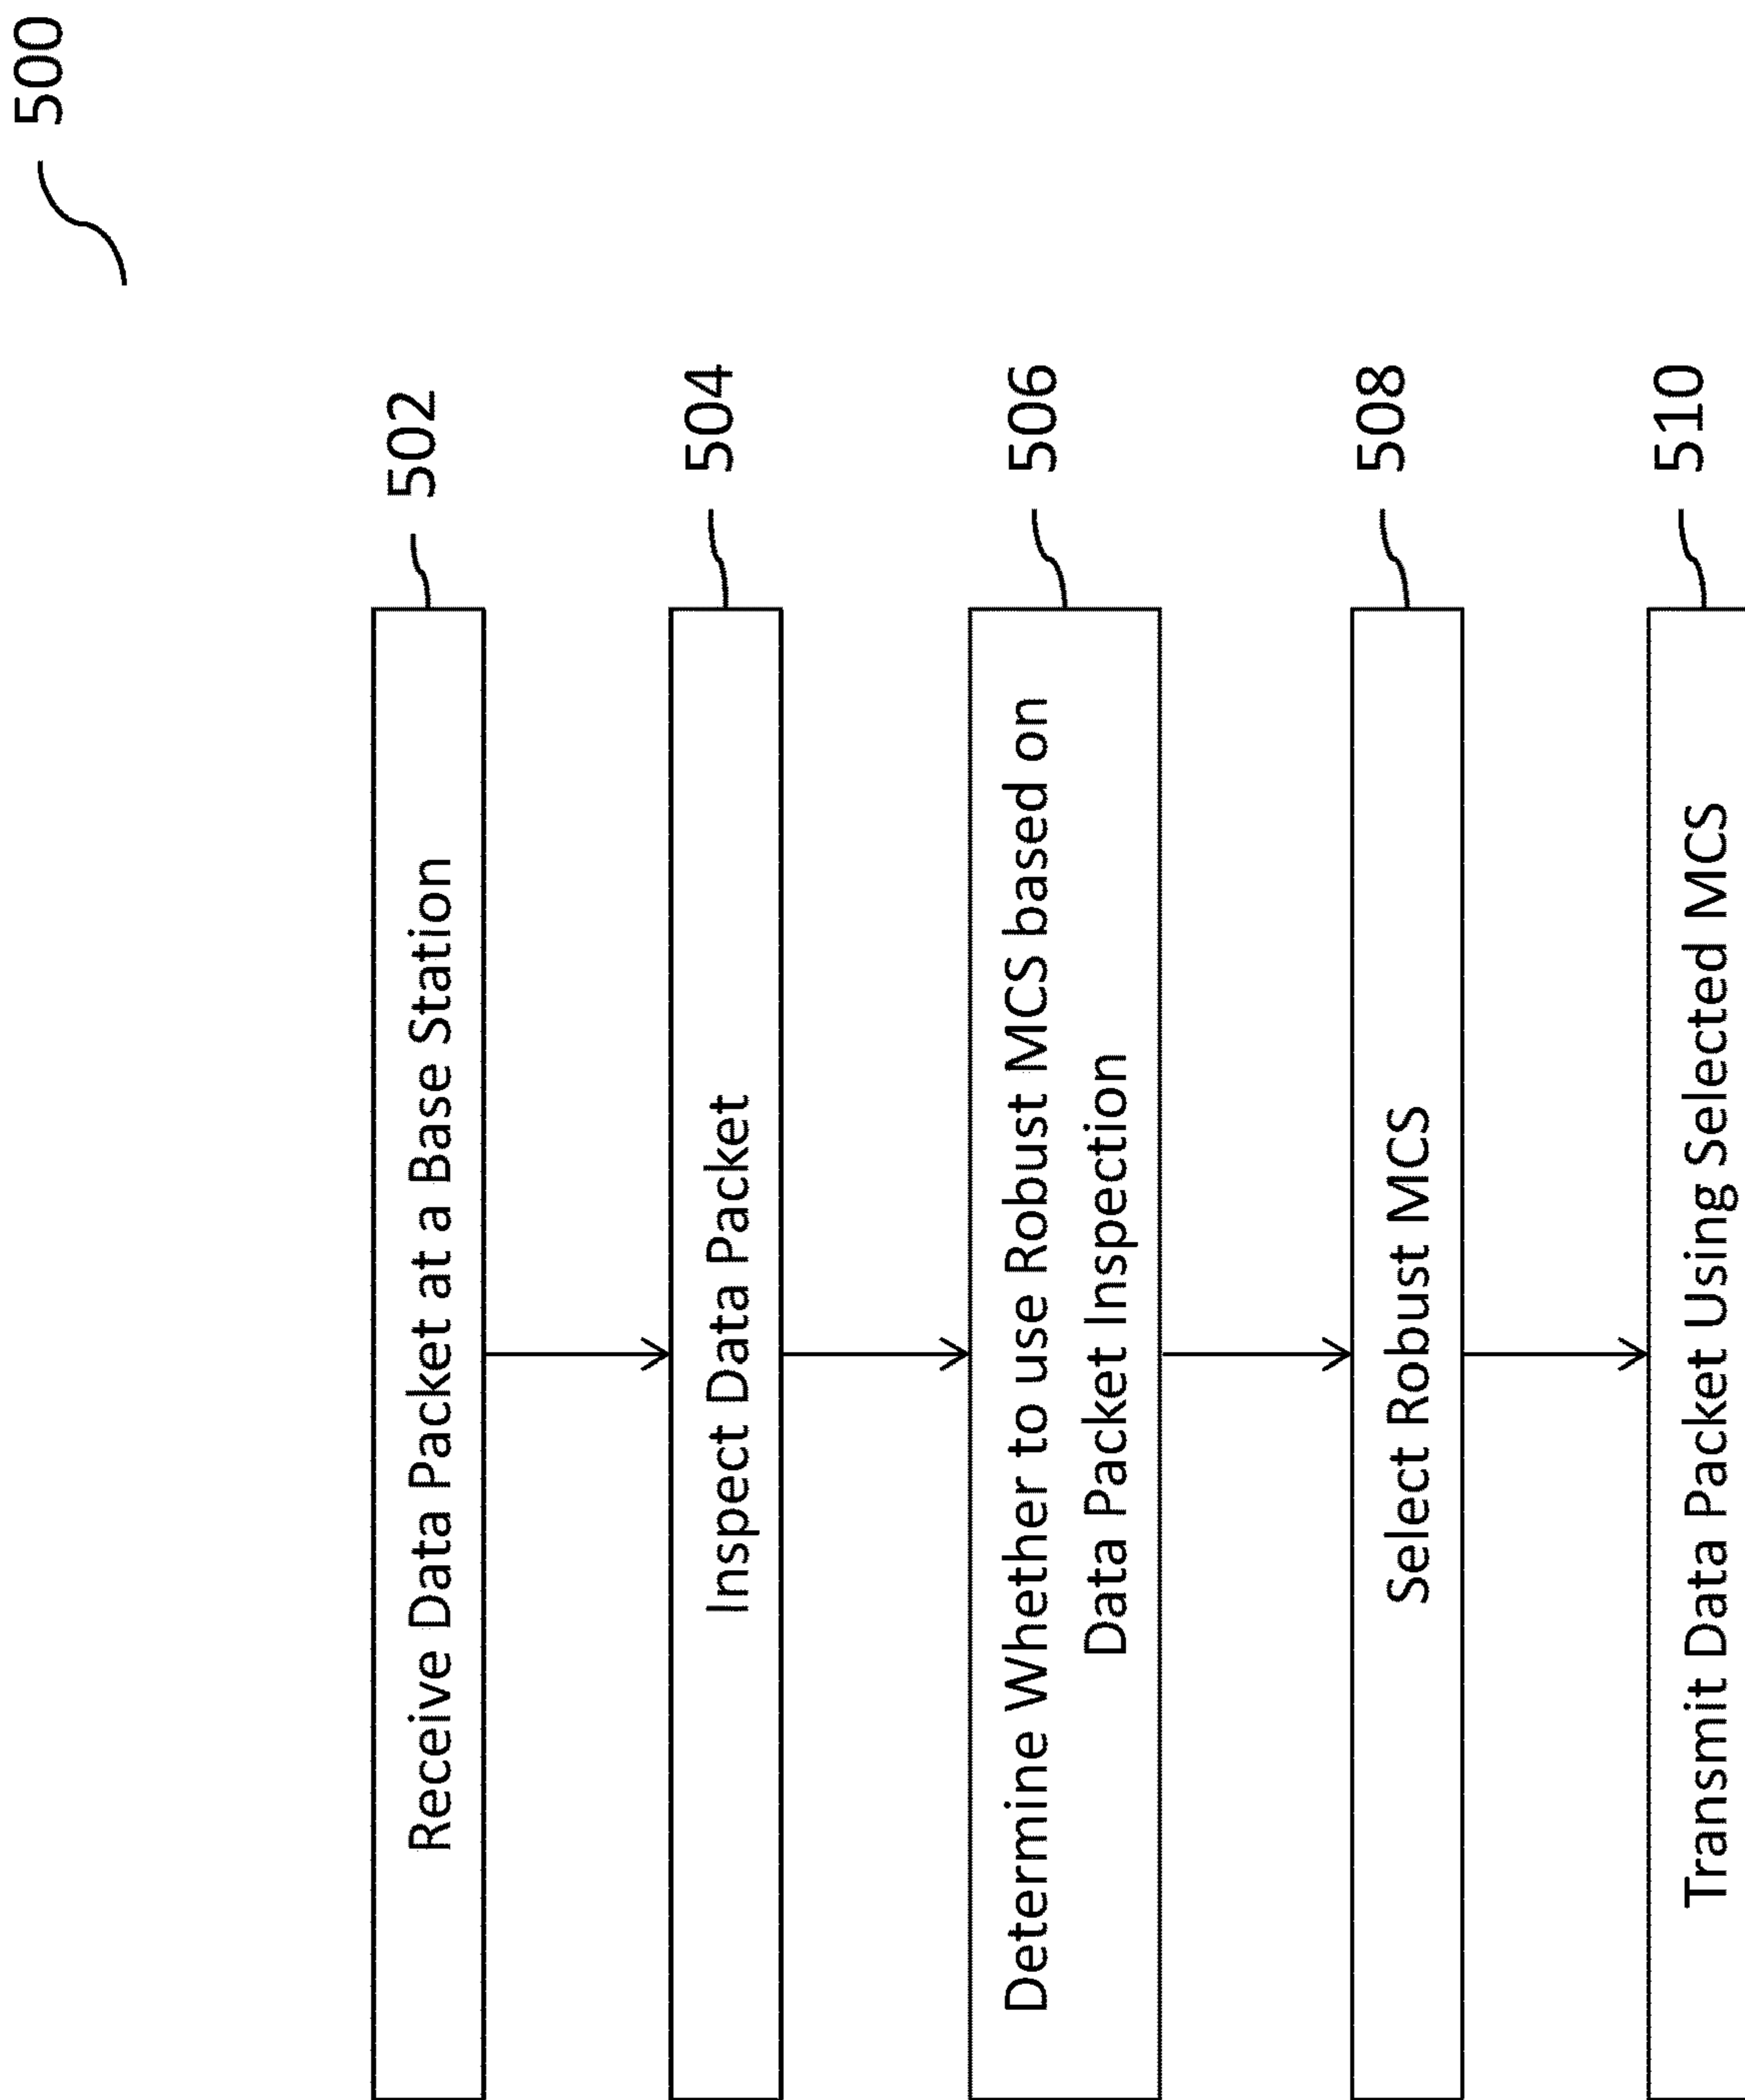 500
Receive Data Packet at a Base Station
502
Inspect Data Packet
504
Determine Whether to use Robust MCS based on
Data Packet Inspection
506
Select Robust MCS
508
Transmit Data Packet Using Selected MCS
510